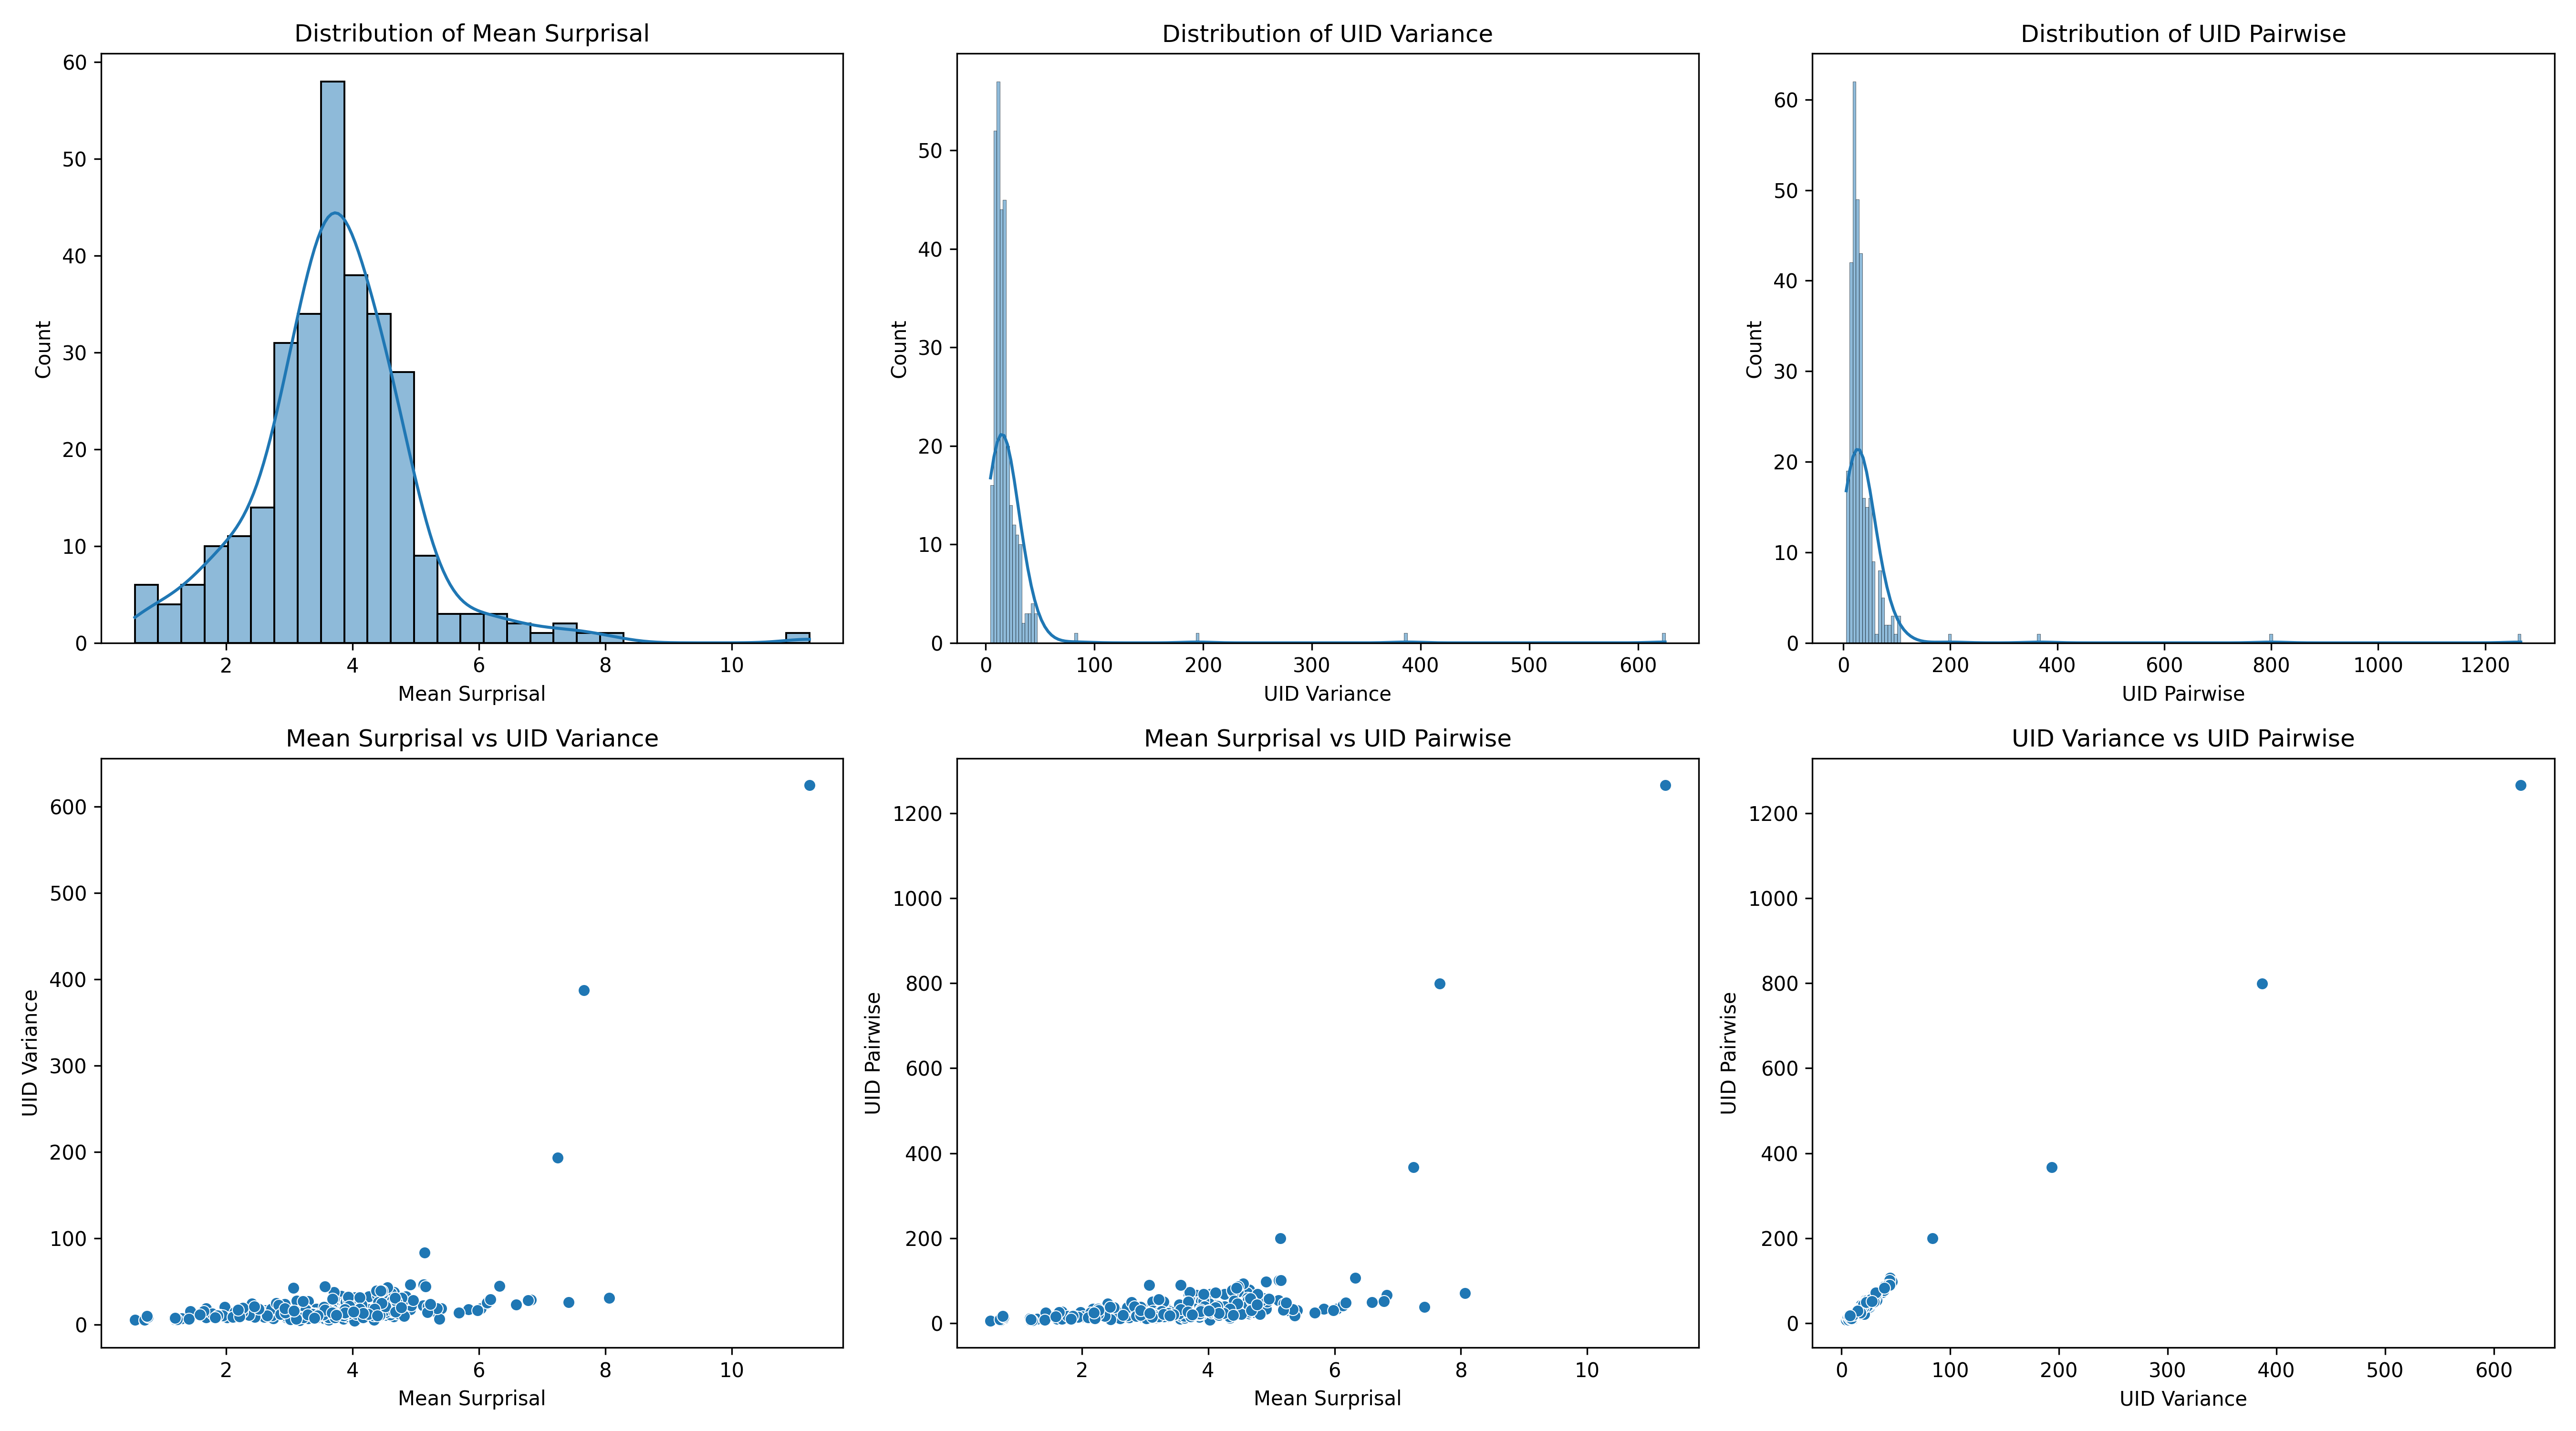 Distribution of Mean Surprisal
60
50
40
30
20
10
0
Count
2 4 6 8 10
Mean Surprisal
Distribution of UID Variance
50
40
30
20
10
0
Count
0 100 200 300 400 500 600
UID Variance
Distribution of UID Pairwise
60
50
40
30
20
10
0
Count
0 200 400 600 800 1000 1200
UID Pairwise
Mean Surprisal vs UID Variance
600
500
400
300
200
100
0
UID Variance
2 4 6 8 10
Mean Surprisal
Mean Surprisal vs UID Pairwise
1200
1000
800
600
400
200
0
UID Pairwise
2 4 6 8 10
Mean Surprisal
UID Variance vs UID Pairwise
1200
1000
800
600
400
200
0
UID Pairwise
0 100 200 300 400 500 600
UID Variance